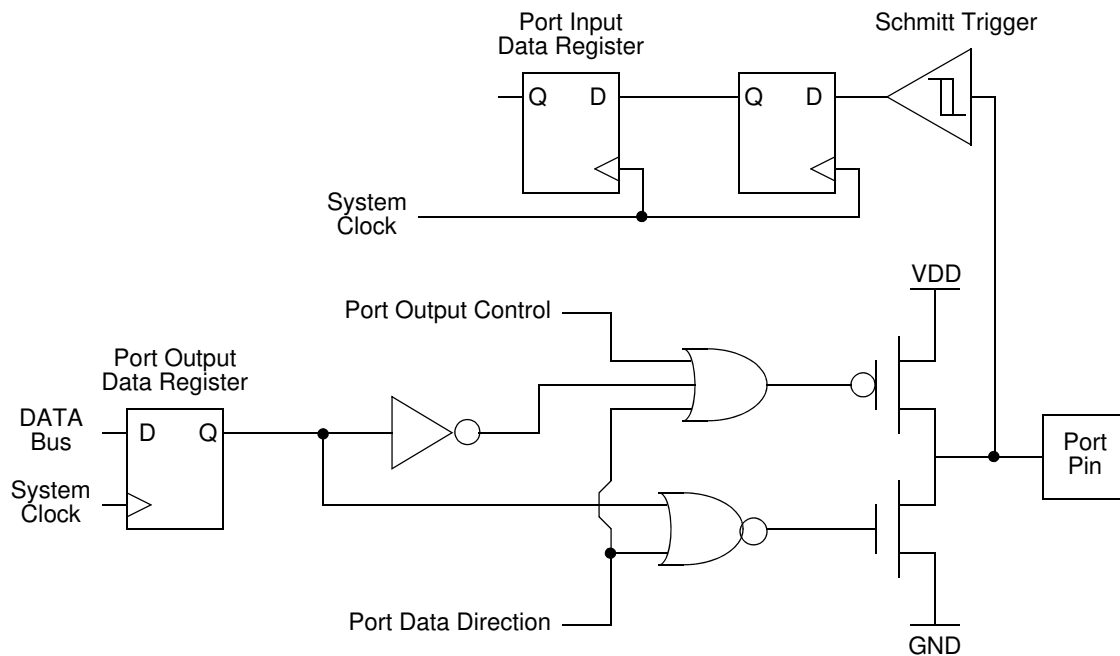 Port Input
Data Register
Schmitt Trigger
Q
D
Q
D
System
Clock
VDD
Port Output Control
Port Output
Data Register
DATA
Bus
D
Q
Port
Pin
System
Clock
Port Data Direction
GND